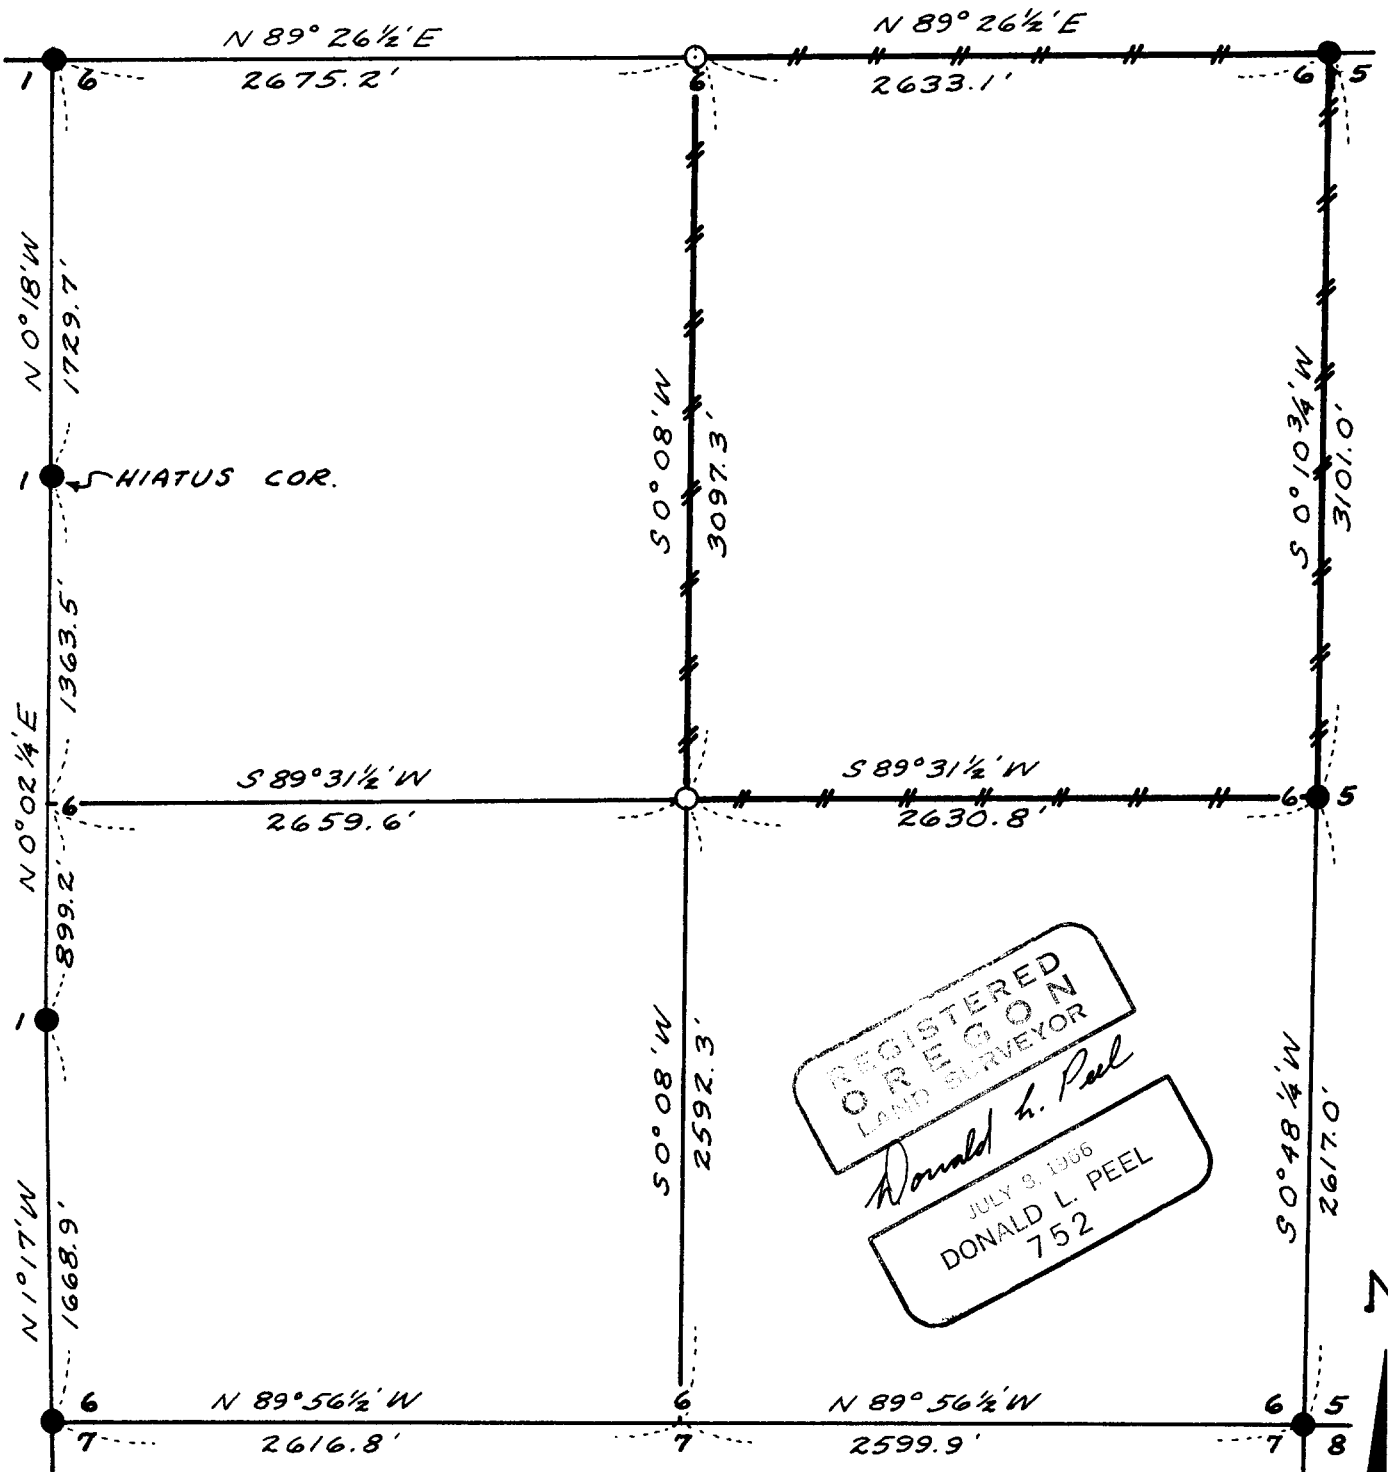 N 89° 26½' E
2675.2'
N 89° 26½' E
2633.1'
1 6
6
6 5
N 0° 18' W
1729.7'
1
HIATUS COR.
S 0° 08' W
3097.3'
S 0° 10¾' W
3101.0'
1363.5'
N 0° 02¼' E
899.2'
6
S 89° 31½' W
2659.6'
S 89° 31½' W
2630.8'
6 5
1
N 1° 17' W
1668.9'
S 0° 08' W
2592.3'
REGISTERED
OREGON
LAND SURVEYOR
Donald L. Peel
JULY 8, 1966
DONALD L. PEEL
752
S 0° 48¼' W
2617.0'
6
7
N 89° 56½' W
2616.8'
6
7
N 89° 56½' W
2599.9'
6 5
7 8